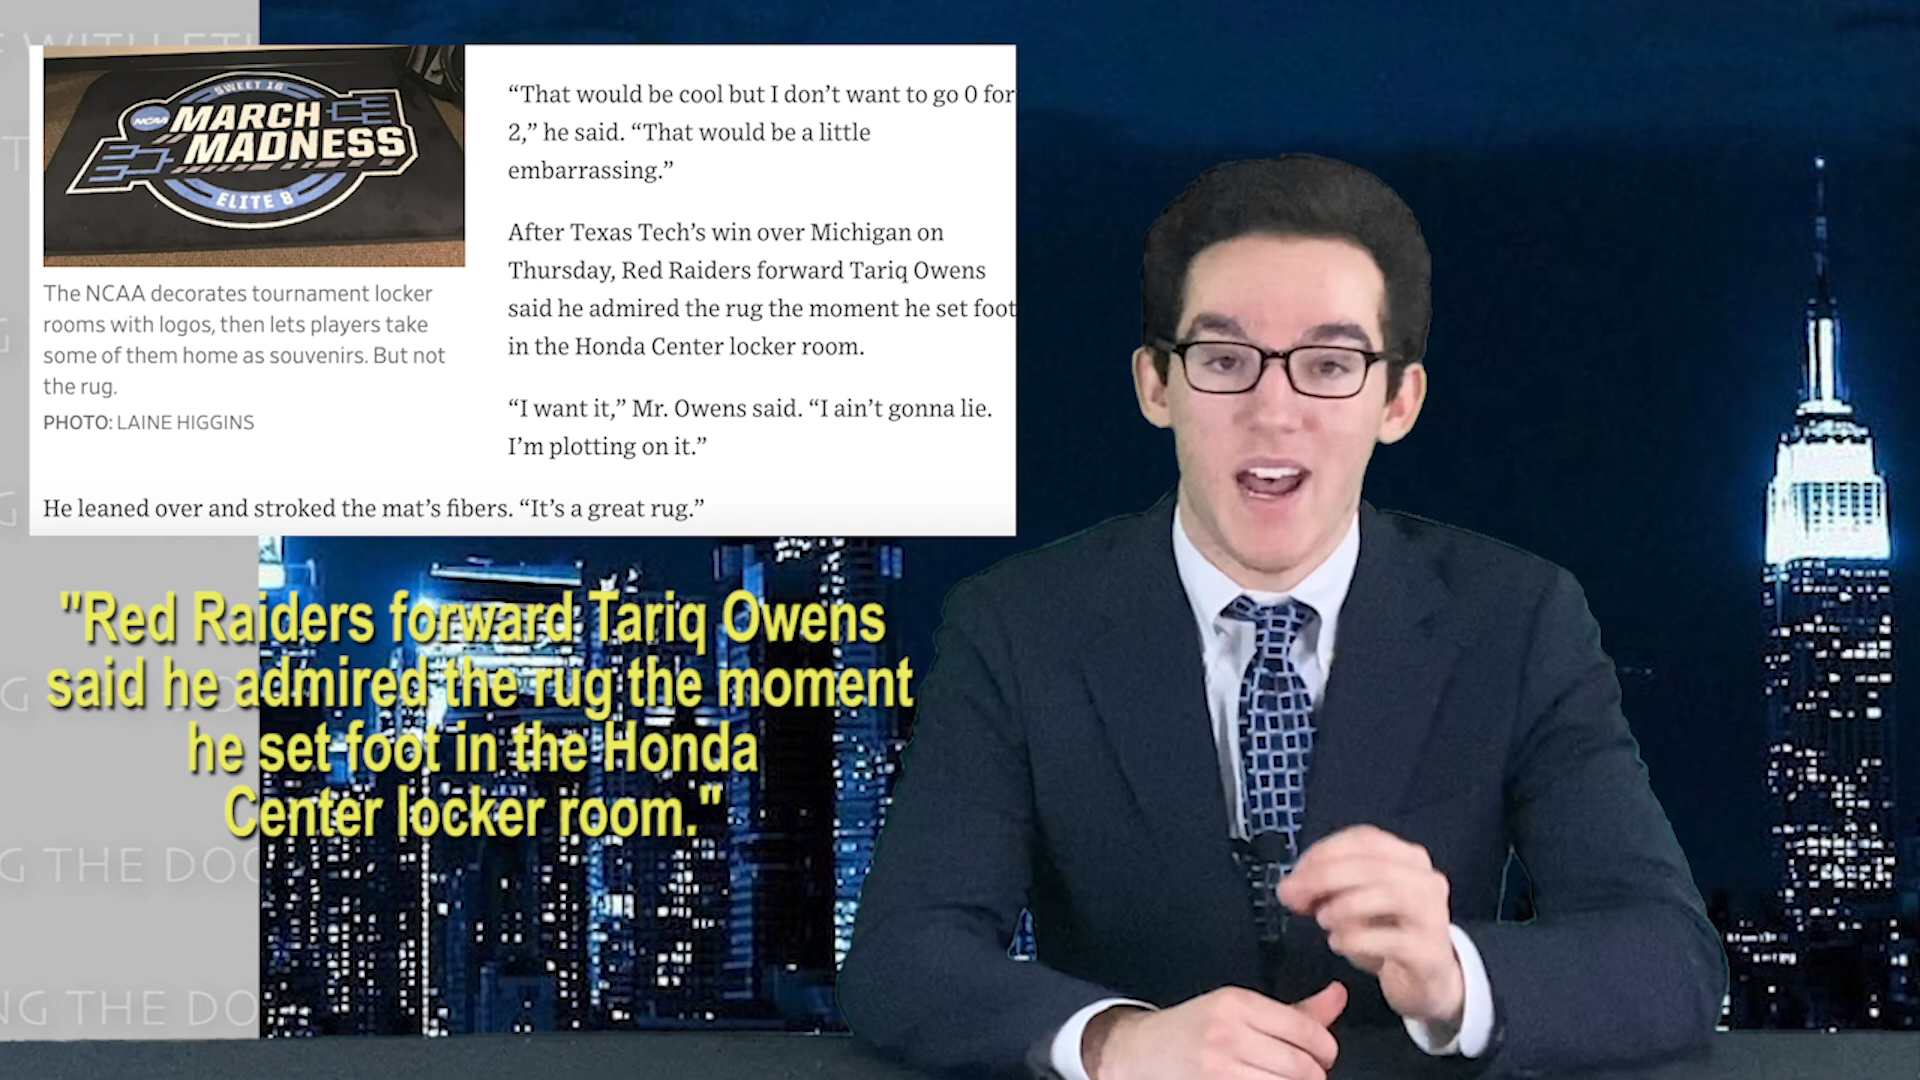 SWEET 16
NCAA
MARCH
MADNESS
ELITE 8
The NCAA decorates tournament locker
rooms with logos, then lets players take
some of them home as souvenirs. But not
the rug.
PHOTO: LAINE HIGGINS
“That would be cool but I don’t want to go 0 for
2,” he said. “That would be a little
embarrassing.”
After Texas Tech’s win over Michigan on
Thursday, Red Raiders forward Tariq Owens
said he admired the rug the moment he set foot
in the Honda Center locker room.
“I want it,” Mr. Owens said. “I ain’t gonna lie.
I’m plotting on it.”
He leaned over and stroked the mat’s fibers. “It’s a great rug.”
"Red Raiders forward Tariq Owens
said he admired the rug the moment
he set foot in the Honda
Center locker room."
G THE DO
NG THE DO